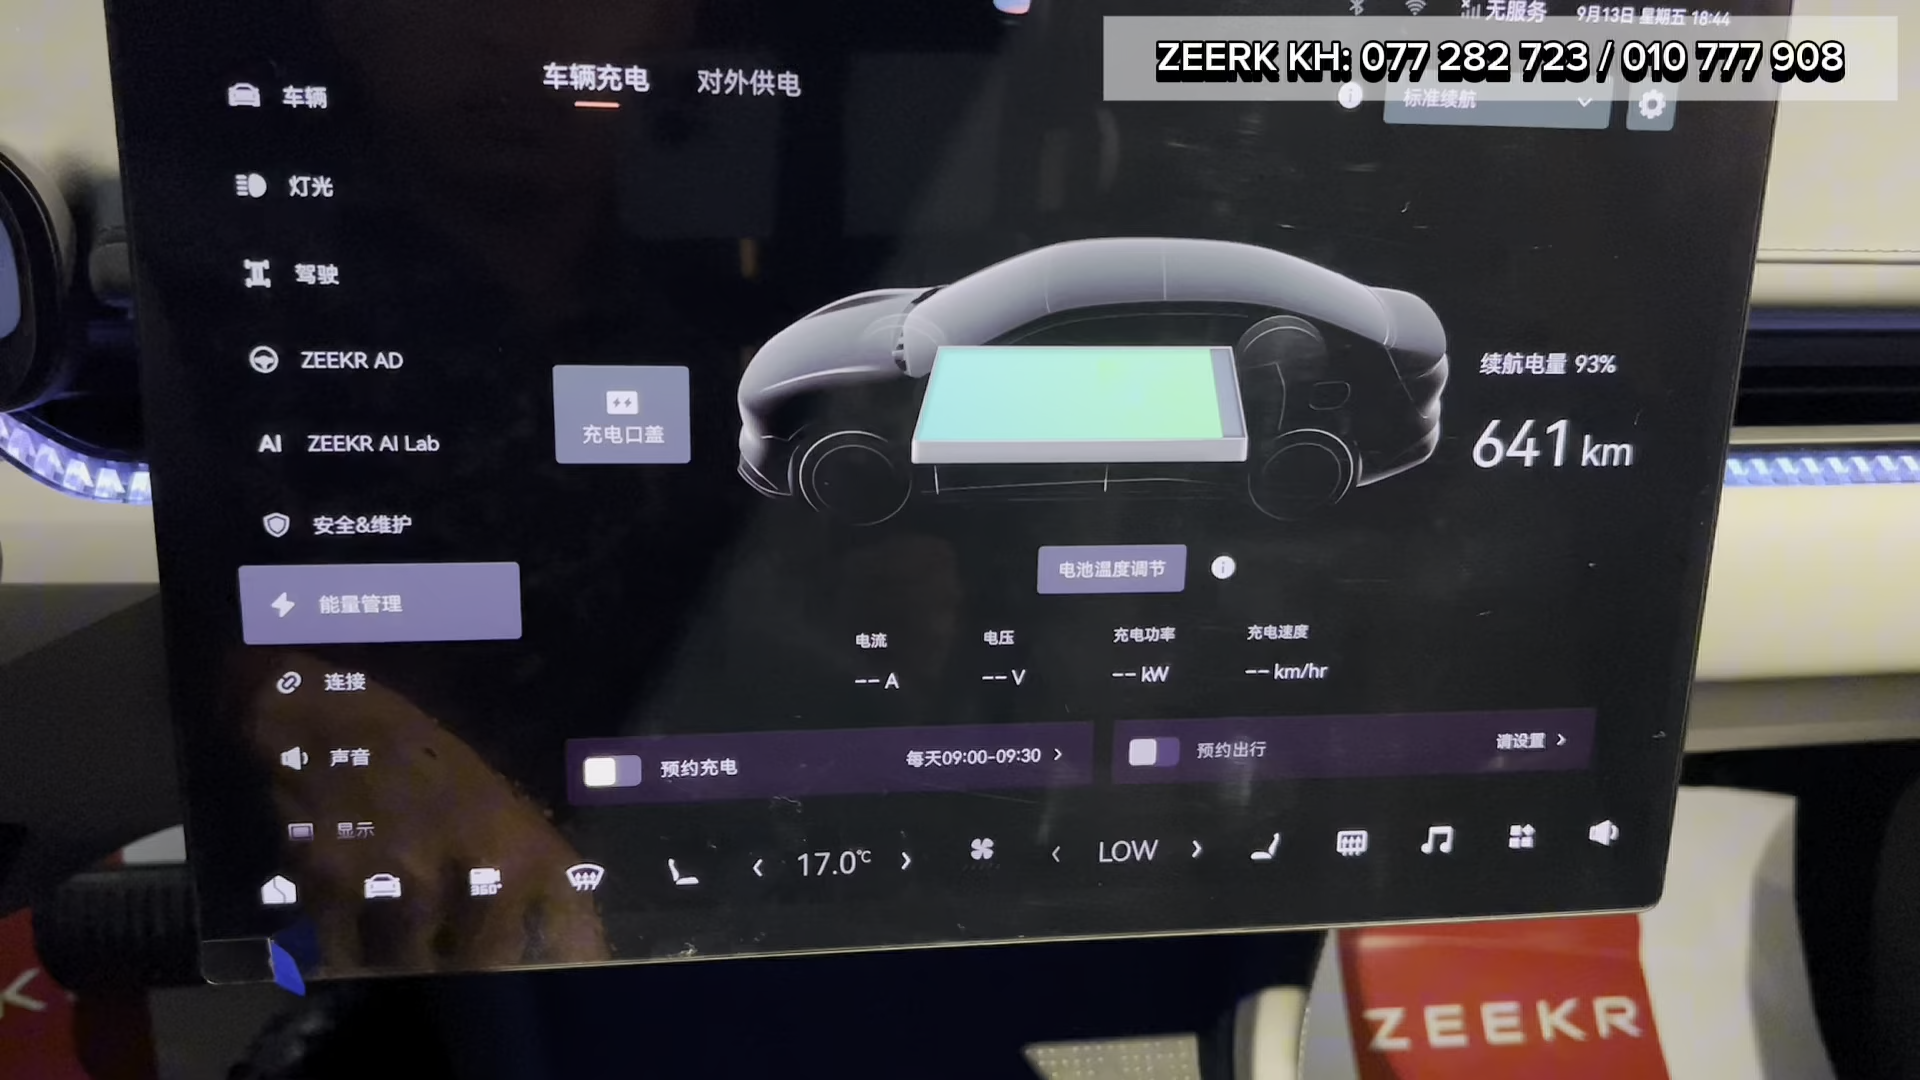 无服务 9月13日 星期五 18:44
ZEERK KH: 077 282 723 / 010 777 908
车辆充电 对外供电
标准续航
车辆
灯光
驾驶
ZEEKR AD
AI ZEEKR AI Lab
安全&维护
能量管理
连接
声音
显示
充电口盖
续航电量 93%
641 km
电池温度调节
电流 电压 充电功率 充电速度
-- A -- V -- kW -- km/hr
预约充电 每天09:00-09:30
预约出行 请设置
360°
17.0℃
LOW
ZEEKR